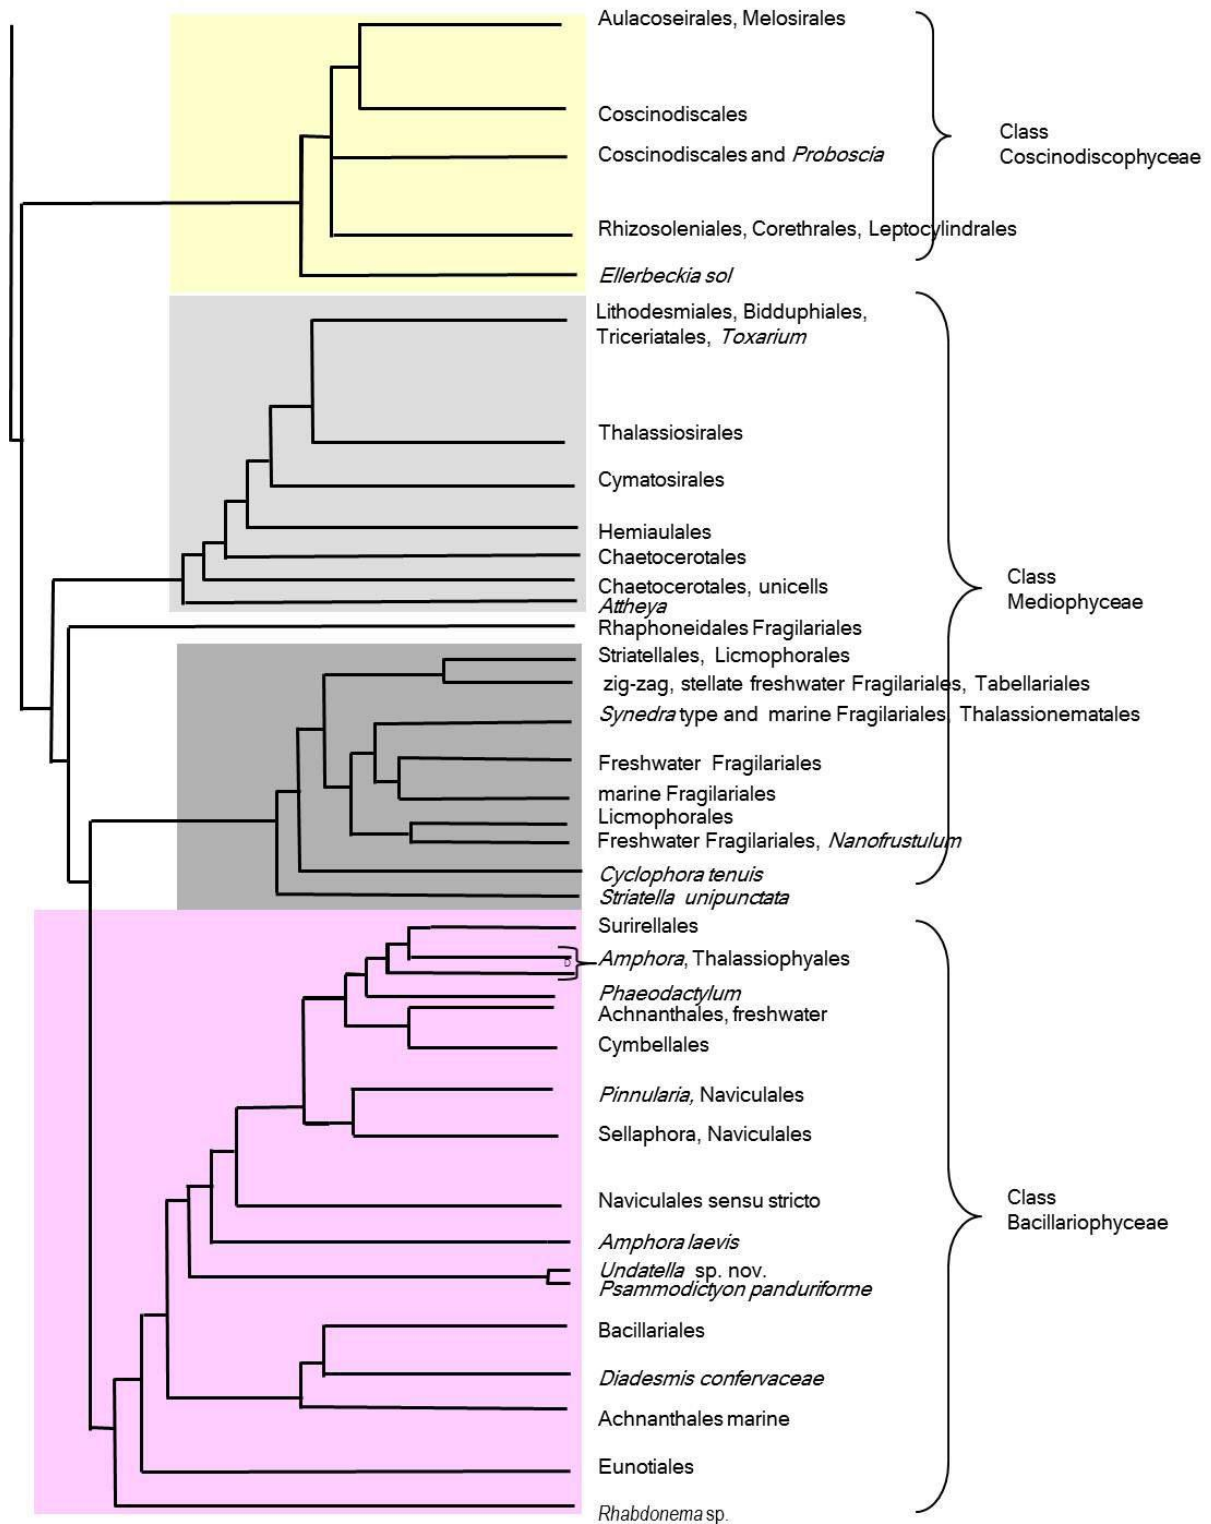 Aulacoseirales, Melosirales
Coscinodiscales
Coscinodiscales and Proboscia
Rhizosoleniales, Corethrales, Leptocylindrales
Ellerbeckia sol
Class
Coscinodiscophyceae
Lithodesmiales, Bidduphiales,
Triceriatales, Toxarium
Thalassiosirales
Cymatosirales
Hemiaulales
Chaetocerotales
Chaetocerotales, unicells
Attheya
Rhaphoneidales Fragilariales
Striatellales, Licmophorales
zig-zag, stellate freshwater Fragilariales, Tabellariales
Synedra type and marine Fragilariales, Thalassionematales
Freshwater Fragilariales
marine Fragilariales
Licmophorales
Freshwater Fragilariales, Nanofrustulum
Cyclophora tenuis
Striatella unipunctata
Class
Mediophyceae
Surirellales
Amphora, Thalassiophyales
Phaeodactylum
Achnanthales, freshwater
Cymbellales
Pinnularia, Naviculales
Sellaphora, Naviculales
Naviculales sensu stricto
Amphora laevis
Undatella sp. nov.
Psammodictyon panduriforme
Bacillariales
Diadesmis confervaceae
Achnanthales marine
Eunotiales
Rhabdonema sp.
Class
Bacillariophyceae